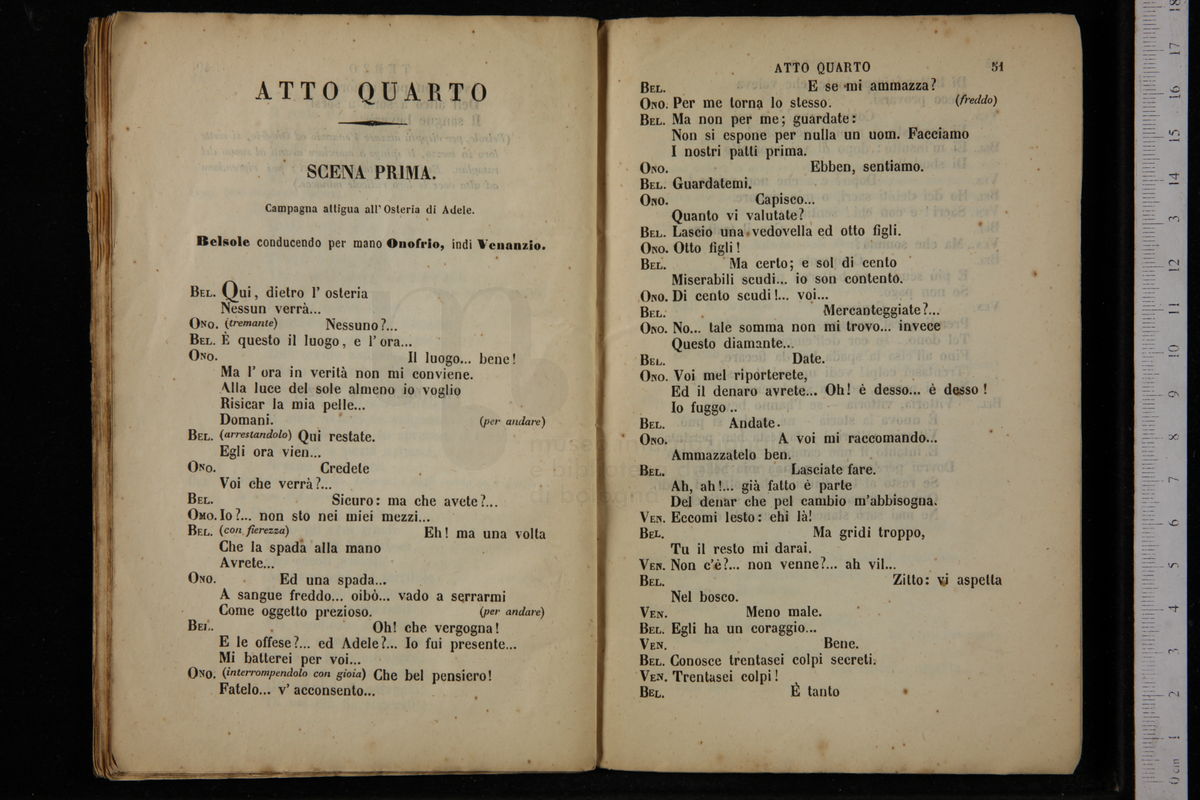 ATTO QUARTO
SCENA PRIMA.
Campagna attigua all' Osteria di Adele.
Belsole conducendo per mano Onofrio, indi Venanzio.
BEL. Qui, dietro l' osteria
Nessun verrà...
ONO. (tremante) Nessuno?...
BEL. È questo il luogo, e l' ora...
ONO. Il luogo... bene!
Ma l' ora in verità non mi conviene.
Alla luce del sole almeno io voglio
Risicar la mia pelle...
Domani. (per andare)
BEL. (arrestandolo) Qui restate.
Egli ora vien...
ONO. Credete
Voi che verrà?...
BEL. Sicuro: ma che avete?...
OMO. Io?... non sto nei miei mezzi...
BEL. (con fierezza) Eh! ma una volta
Che la spada alla mano
Avrete...
ONO. Ed una spada...
A sangue freddo... oibò... vado a serrarmi
Come oggetto prezioso. (per andare)
BEL. Oh! che vergogna!
E le offese?... ed Adele?... Io fui presente...
Mi batterei per voi...
ONO. (interrompendolo con gioia) Che bel pensiero!
Fatelo... v' acconsento...
ATTO QUARTO 51
BEL. E se mi ammazza?
ONO. Per me torna lo stesso. (freddo)
BEL. Ma non per me; guardate:
Non si espone per nulla un uom. Facciamo
I nostri patti prima.
ONO. Ebben, sentiamo.
BEL. Guardatemi.
ONO. Capisco...
Quanto vi valutate?
BEL. Lascio una vedovella ed otto figli.
ONO. Otto figli!
BEL. Ma certo; e sol di cento
Miserabili scudi... io son contento.
ONO. Di cento scudi!... voi...
BEL. Mercanteggiate?...
ONO. No... tale somma non mi trovo... invece
Questo diamante...
BEL. Date.
ONO. Voi mel riporterete,
Ed il denaro avrete... Oh! è desso... è desso!
Io fuggo..
BEL. Andate.
ONO. A voi mi raccomando...
Ammazzatelo ben.
BEL. Lasciate fare.
Ah, ah!... già fatto è parte
Del denar che pel cambio m'abbisogna.
VEN. Eccomi lesto: ehi là!
BEL. Ma gridi troppo,
Tu il resto mi darai.
VEN. Non c'è?... non venne?... ah vil...
BEL. Zitto: vi aspetta
Nel bosco.
VEN. Meno male.
BEL. Egli ha un coraggio...
VEN. Bene.
BEL. Conosce trentasei colpi secreti.
VEN. Trentasei colpi!
BEL. È tanto